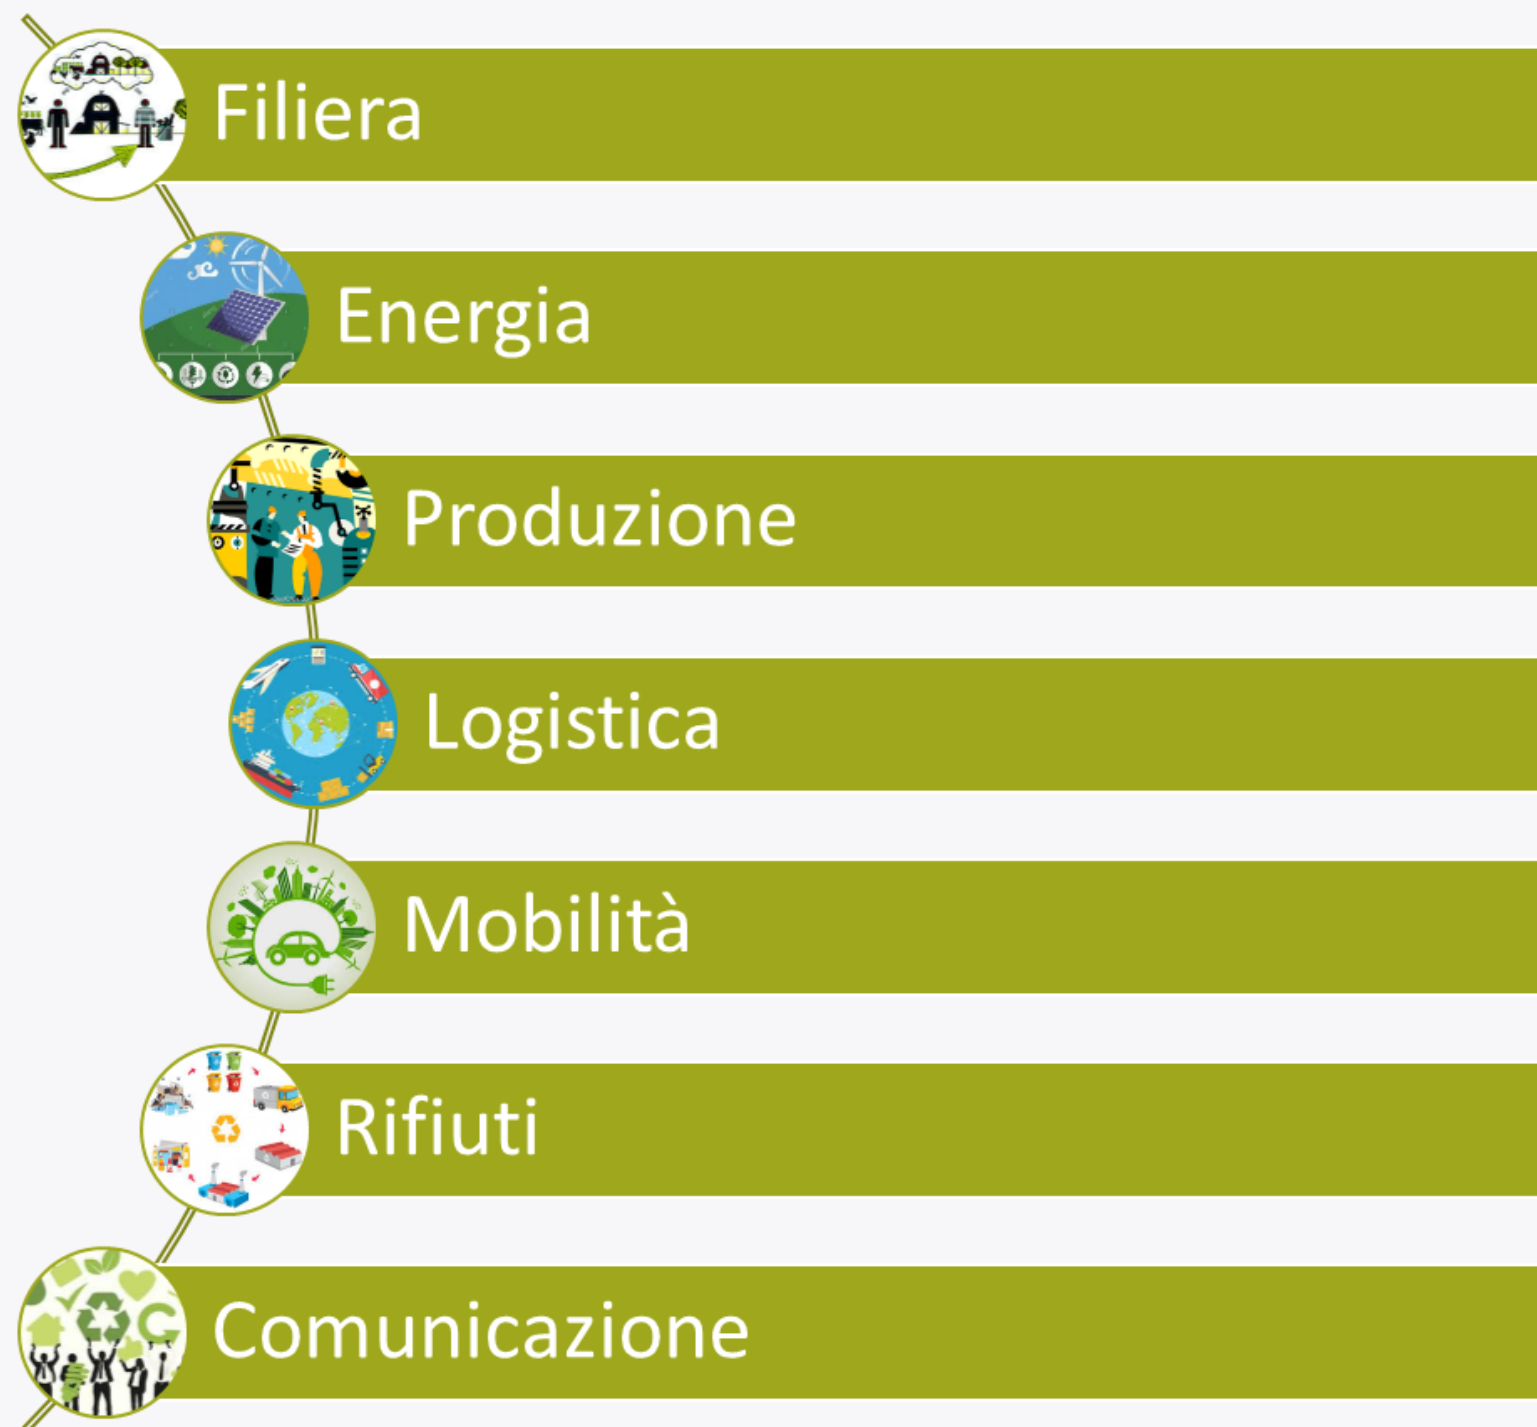 Filiera
Energia
Produzione
Logistica
Mobilità
Rifiuti
Comunicazione